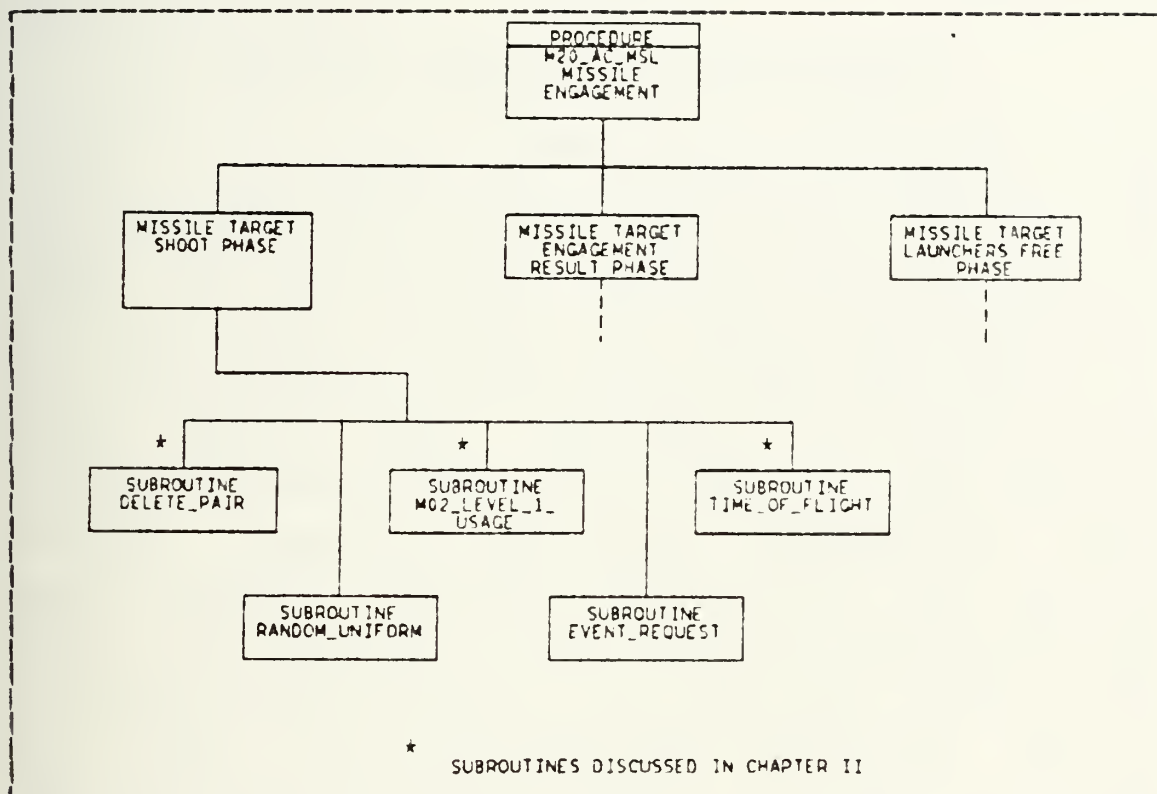 PROCEDURE
M20_AC_MSL
MISSILE
ENGAGEMENT
MISSILE TARGET
SHOOT PHASE
MISSILE TARGET
ENGAGEMENT
RESULT PHASE
MISSILE TARGET
LAUNCHERS FREE
PHASE
*
*
*
SUBROUTINE
DELETE_PAIR
SUBROUTINE
M02_LEVEL_1_
USAGE
SUBROUTINE
TIME_OF_FLIGHT
SUBROUTINE
RANDOM_UNIFORM
SUBROUTINE
EVENT_REQUEST
*
SUBROUTINES DISCUSSED IN CHAPTER II